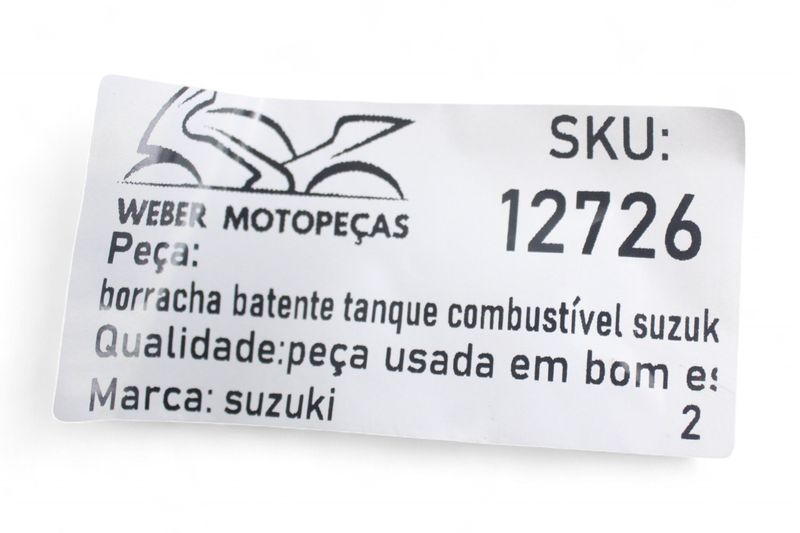 WEBER MOTOPEÇAS
SKU:
12726
Peça:
borracha batente tanque combustível suzuk
Qualidade:peça usada em bom es
Marca: suzuki
2